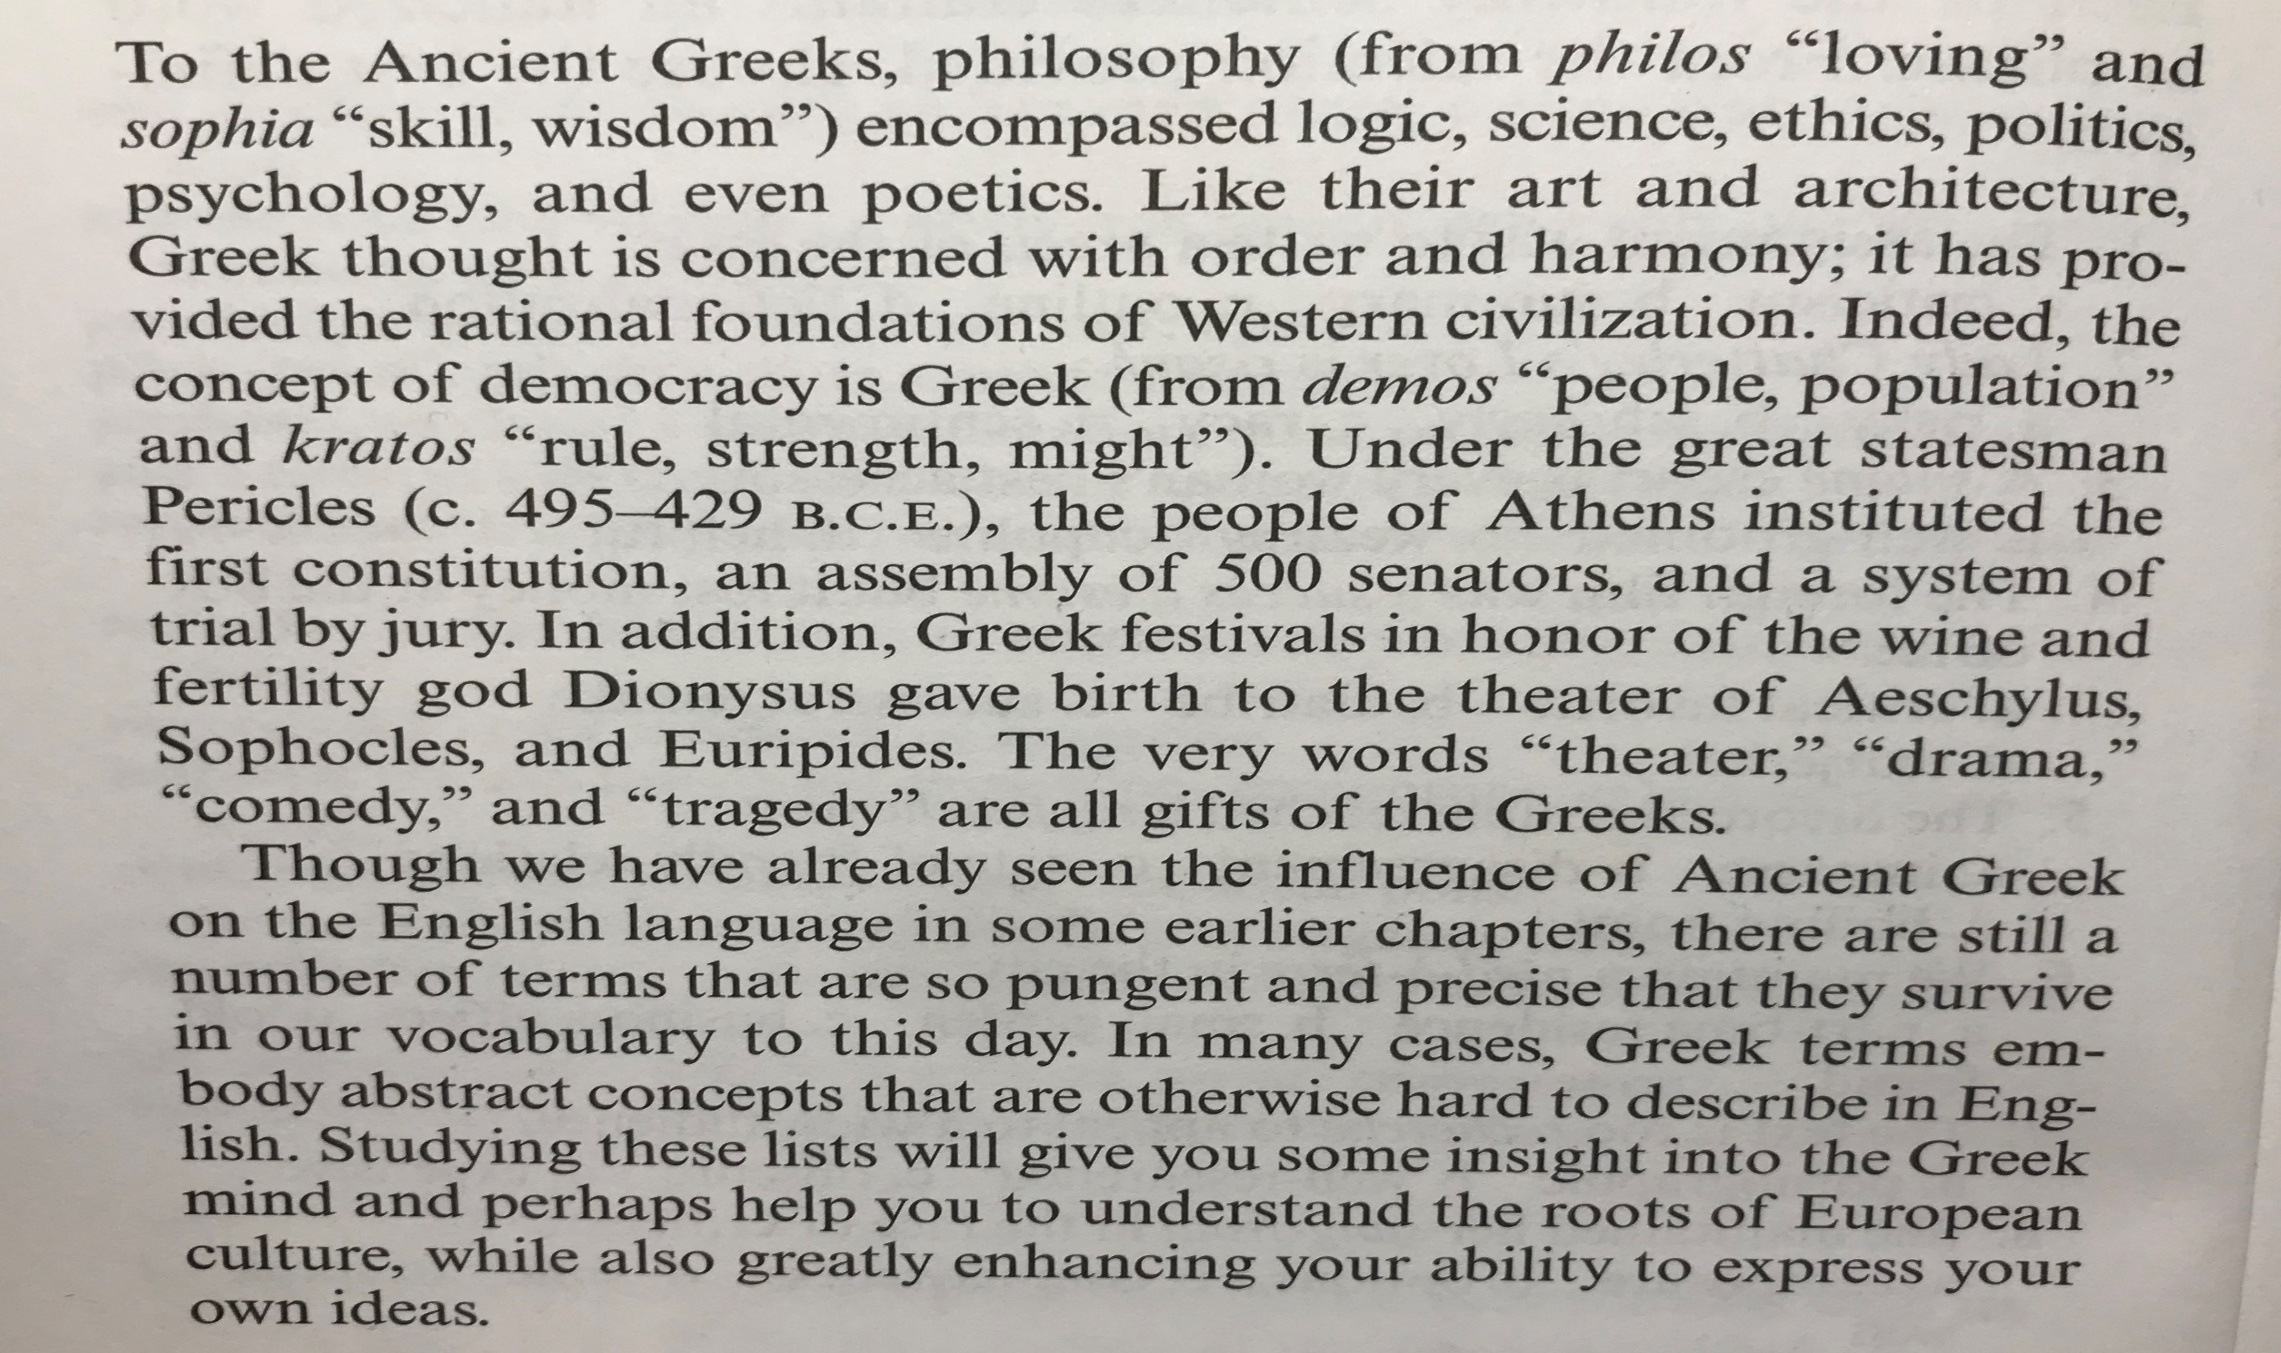 To the Ancient Greeks, philosophy (from philos “loving” and
sophia “skill, wisdom”) encompassed logic, science, ethics, politics,
psychology, and even poetics. Like their art and architecture,
Greek thought is concerned with order and harmony; it has pro-
vided the rational foundations of Western civilization. Indeed, the
concept of democracy is Greek (from demos “people, population”
and kratos “rule, strength, might”). Under the great statesman
Pericles (c. 495–429 B.C.E.), the people of Athens instituted the
first constitution, an assembly of 500 senators, and a system of
trial by jury. In addition, Greek festivals in honor of the wine and
fertility god Dionysus gave birth to the theater of Aeschylus,
Sophocles, and Euripides. The very words “theater,” “drama,”
“comedy,” and “tragedy” are all gifts of the Greeks.
Though we have already seen the influence of Ancient Greek
on the English language in some earlier chapters, there are still a
number of terms that are so pungent and precise that they survive
in our vocabulary to this day. In many cases, Greek terms em-
body abstract concepts that are otherwise hard to describe in Eng-
lish. Studying these lists will give you some insight into the Greek
mind and perhaps help you to understand the roots of European
culture, while also greatly enhancing your ability to express your
own ideas.